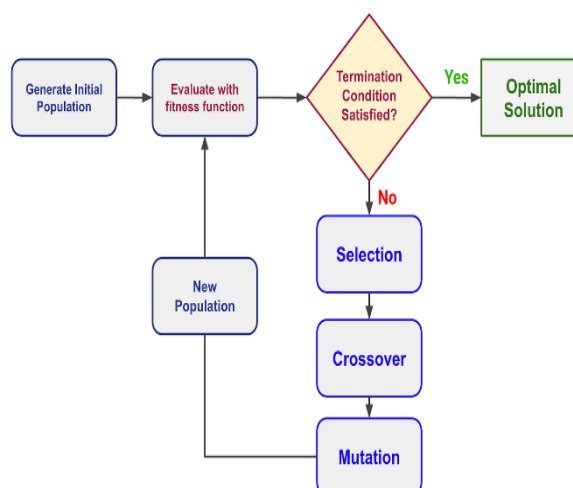 Generate Initial
Population
Evaluate with
fitness function
Termination
Condition
Satisfied?
Yes
Optimal
Solution
No
Selection
New
Population
Crossover
Mutation